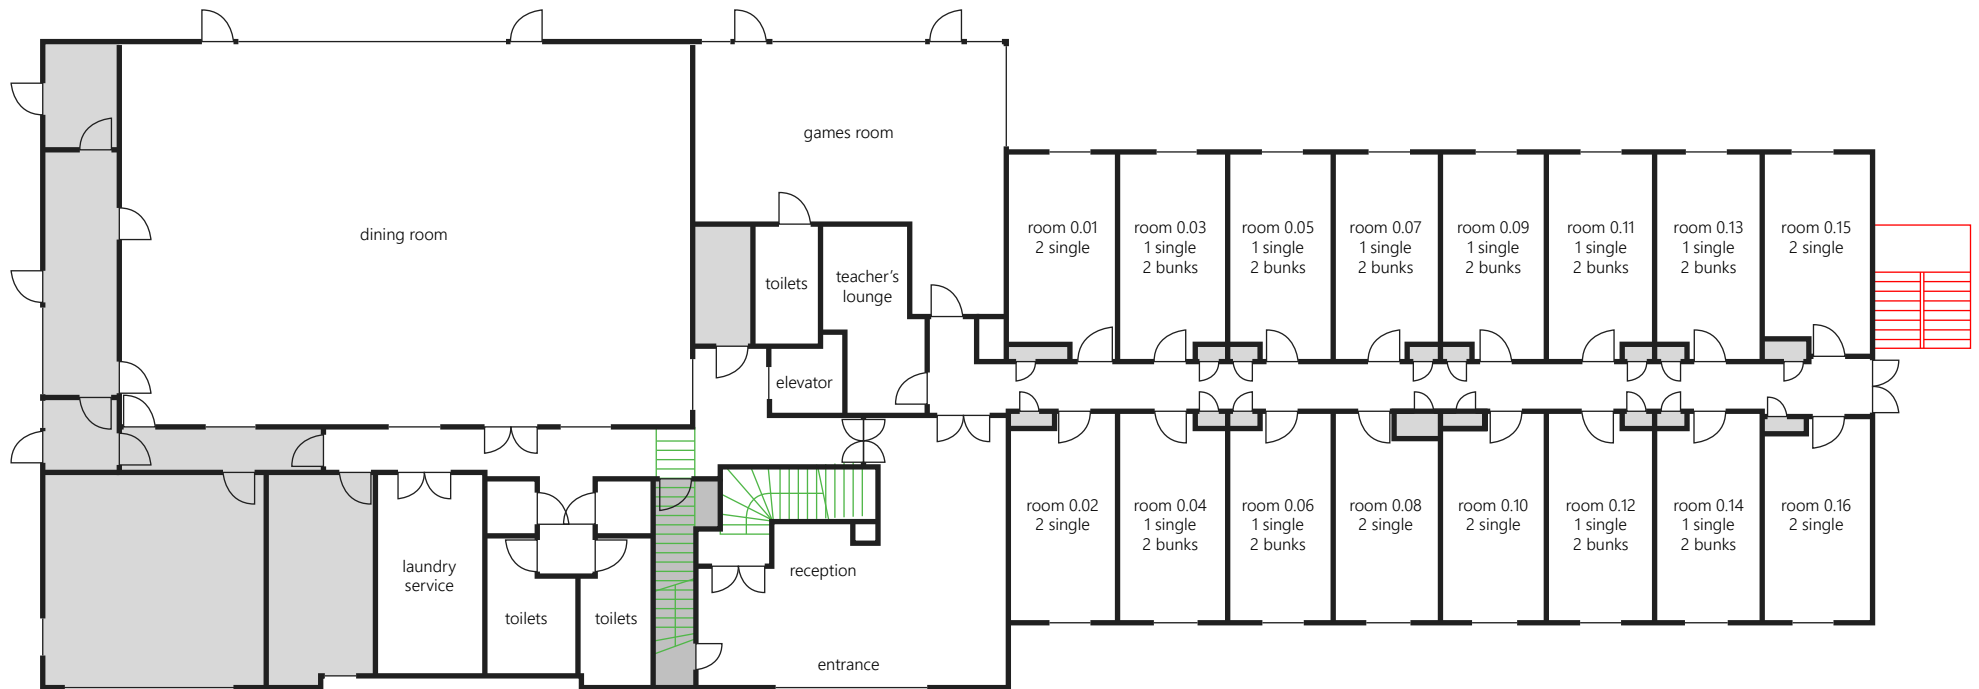 games room
dining room
toilets
teacher's
lounge
elevator
room 0.01
2 single
room 0.03
1 single
2 bunks
room 0.05
1 single
2 bunks
room 0.07
1 single
2 bunks
room 0.09
1 single
2 bunks
room 0.11
1 single
2 bunks
room 0.13
1 single
2 bunks
room 0.15
2 single
room 0.02
2 single
room 0.04
1 single
2 bunks
room 0.06
1 single
2 bunks
room 0.08
2 single
room 0.10
2 single
room 0.12
1 single
2 bunks
room 0.14
1 single
2 bunks
room 0.16
2 single
laundry
service
toilets
toilets
reception
entrance